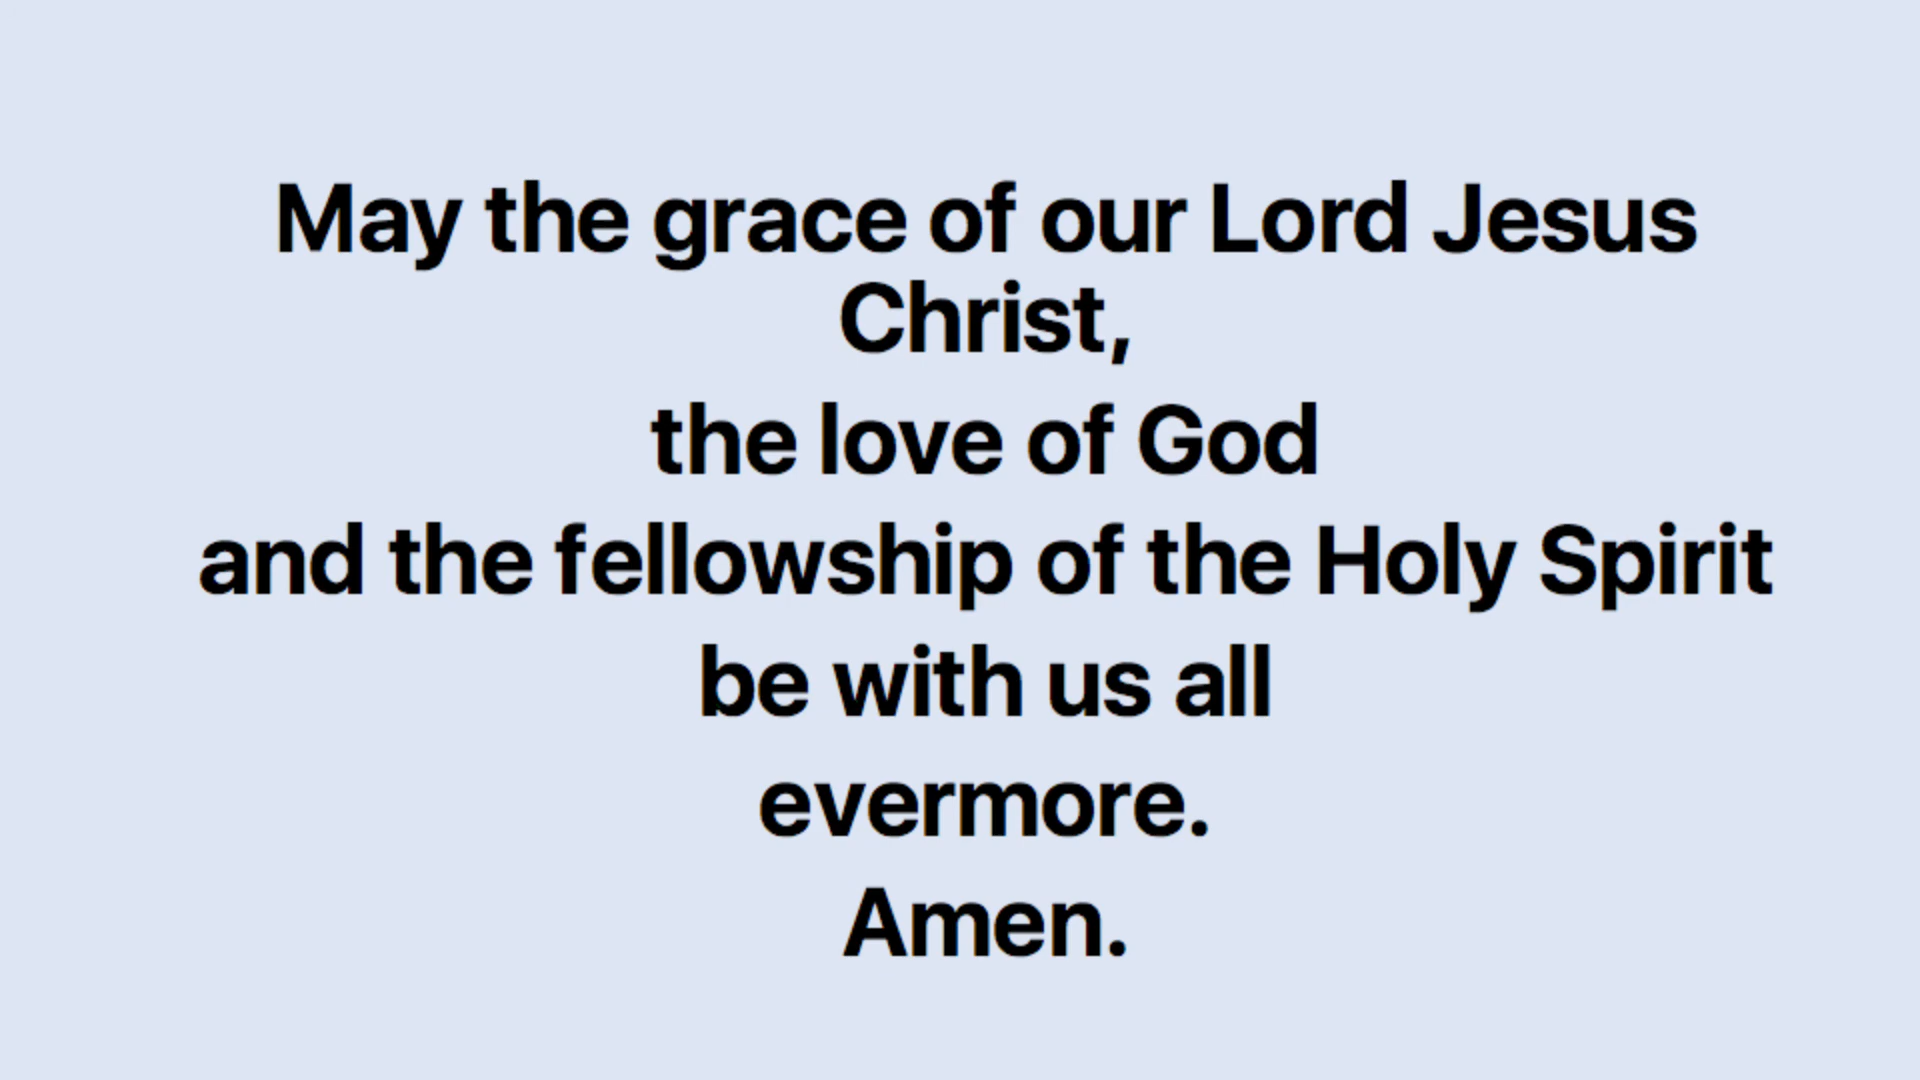 May the grace of our Lord Jesus
Christ,
the love of God
and the fellowship of the Holy Spirit
be with us all
evermore.
Amen.